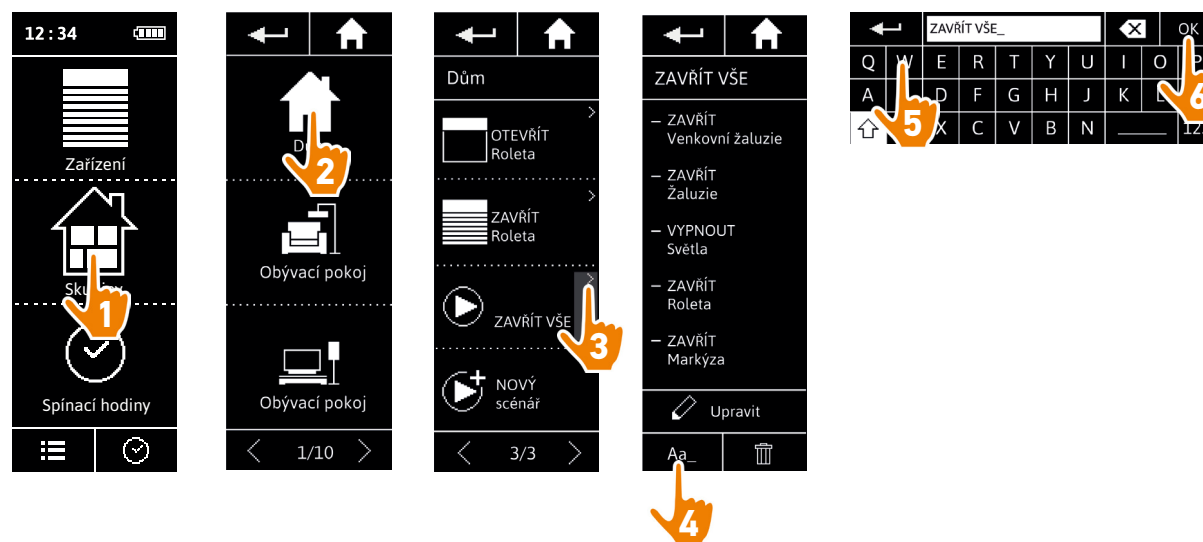 12:34
Zařízení
1
Spínací hodiny
2
Obývací pokoj
Obývací pokoj
1/10
Dům
OTEVŘÍT
Roleta
ZAVŘÍT
Roleta
ZAVŘÍT VŠE
3
NOVÝ
scénář
3/3
ZAVŘÍT VŠE
– ZAVŘÍT
Venkovní žaluzie
– ZAVŘÍT
Žaluzie
– VYPNOUT
Světla
– ZAVŘÍT
Roleta
– ZAVŘÍT
Markýza
Upravit
Aa_
4
ZAVŘÍT VŠE_ OK
Q W E R T Y U I O P
A D F G H J K
X C V B N 12
5
6